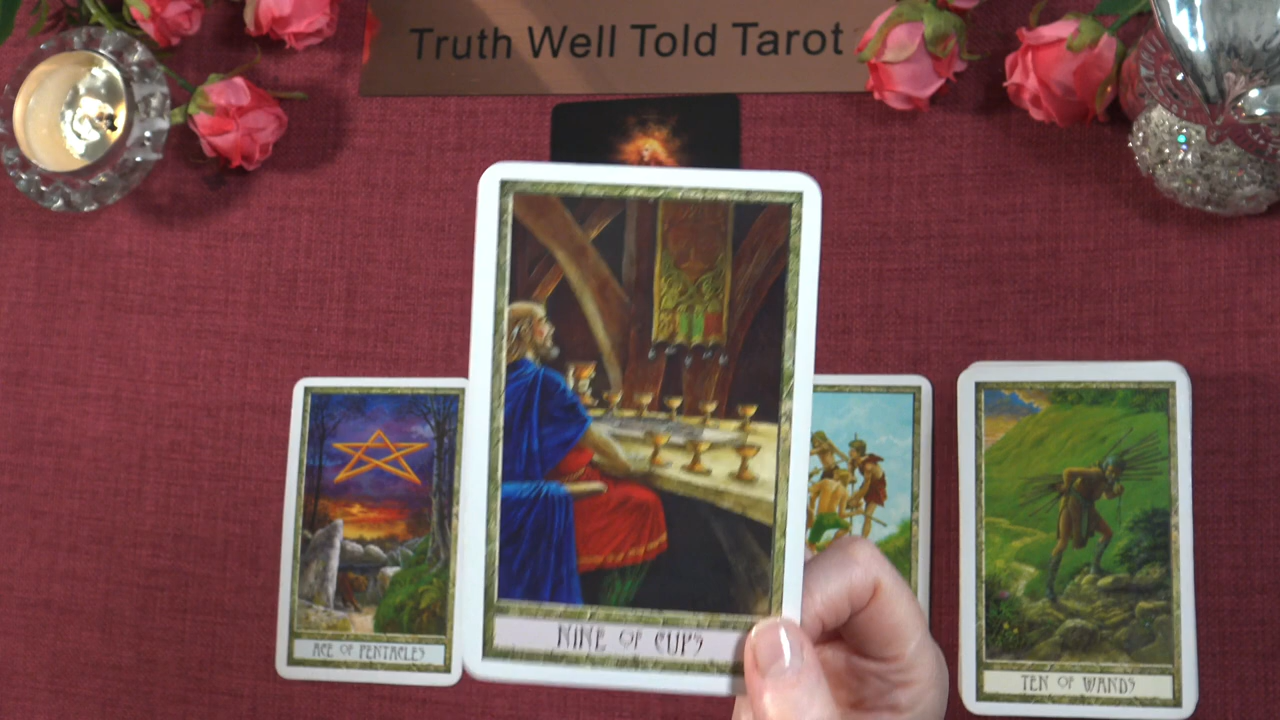 Truth Well Told Tarot
NINE OF CUPS
ACE OF PENTACLES
TEN OF WANDS